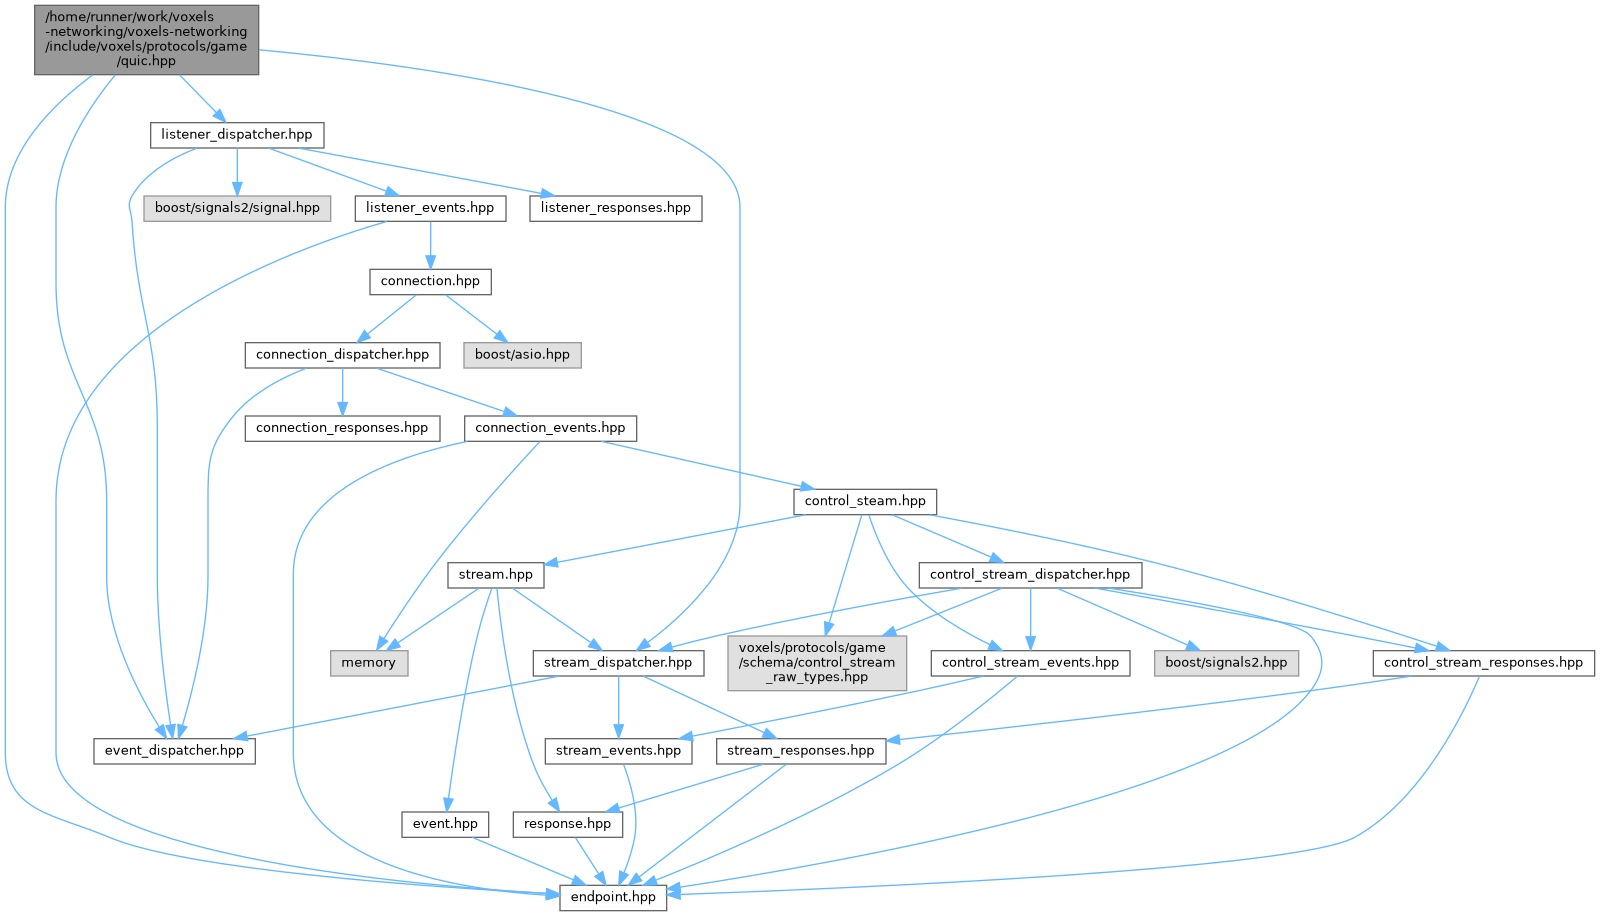 /home/runner/work/voxels
-networking/voxels-networking
/include/voxels/protocols/game
/quic.hpp
listener_dispatcher.hpp
boost/signals2/signal.hpp
listener_events.hpp
listener_responses.hpp
connection.hpp
connection_dispatcher.hpp
boost/asio.hpp
connection_responses.hpp
connection_events.hpp
control_steam.hpp
stream.hpp
control_stream_dispatcher.hpp
memory
stream_dispatcher.hpp
voxels/protocols/game
/schema/control_stream
_raw_types.hpp
control_stream_events.hpp
boost/signals2.hpp
control_stream_responses.hpp
event_dispatcher.hpp
stream_events.hpp
stream_responses.hpp
event.hpp
response.hpp
endpoint.hpp